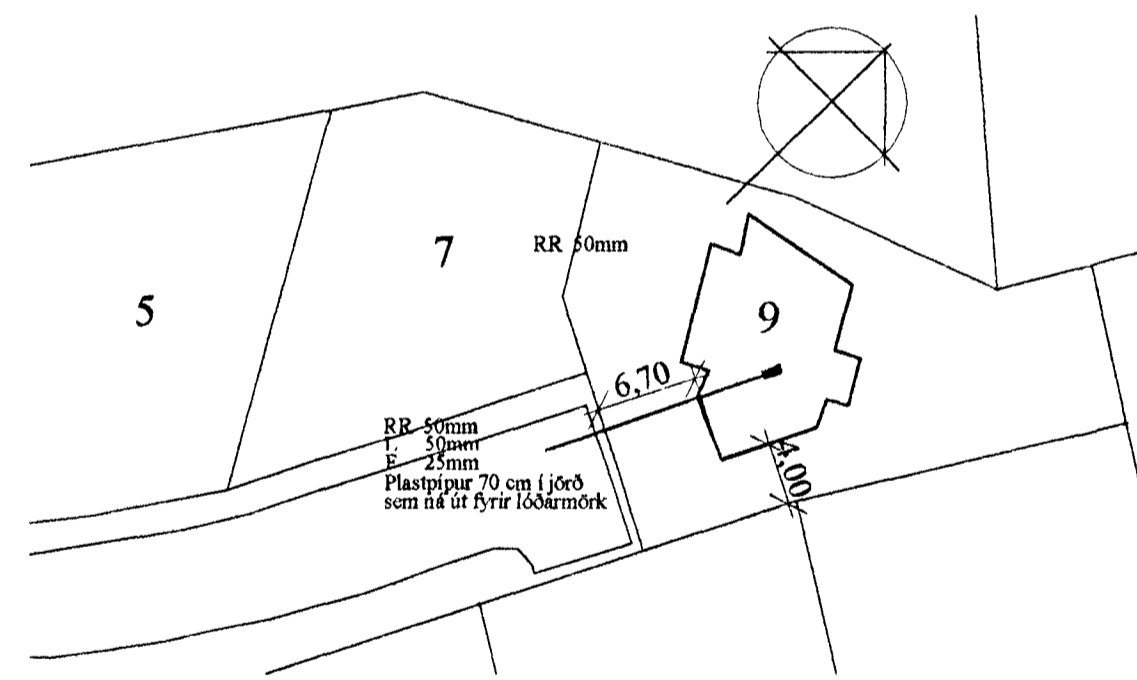 7
RR 50mm
5
9
6,70
RR 50mm
L 50mm
E 25mm
Plastpípur 70 cm í jörð
sem ná út fyrir lóðarmörk
4,00